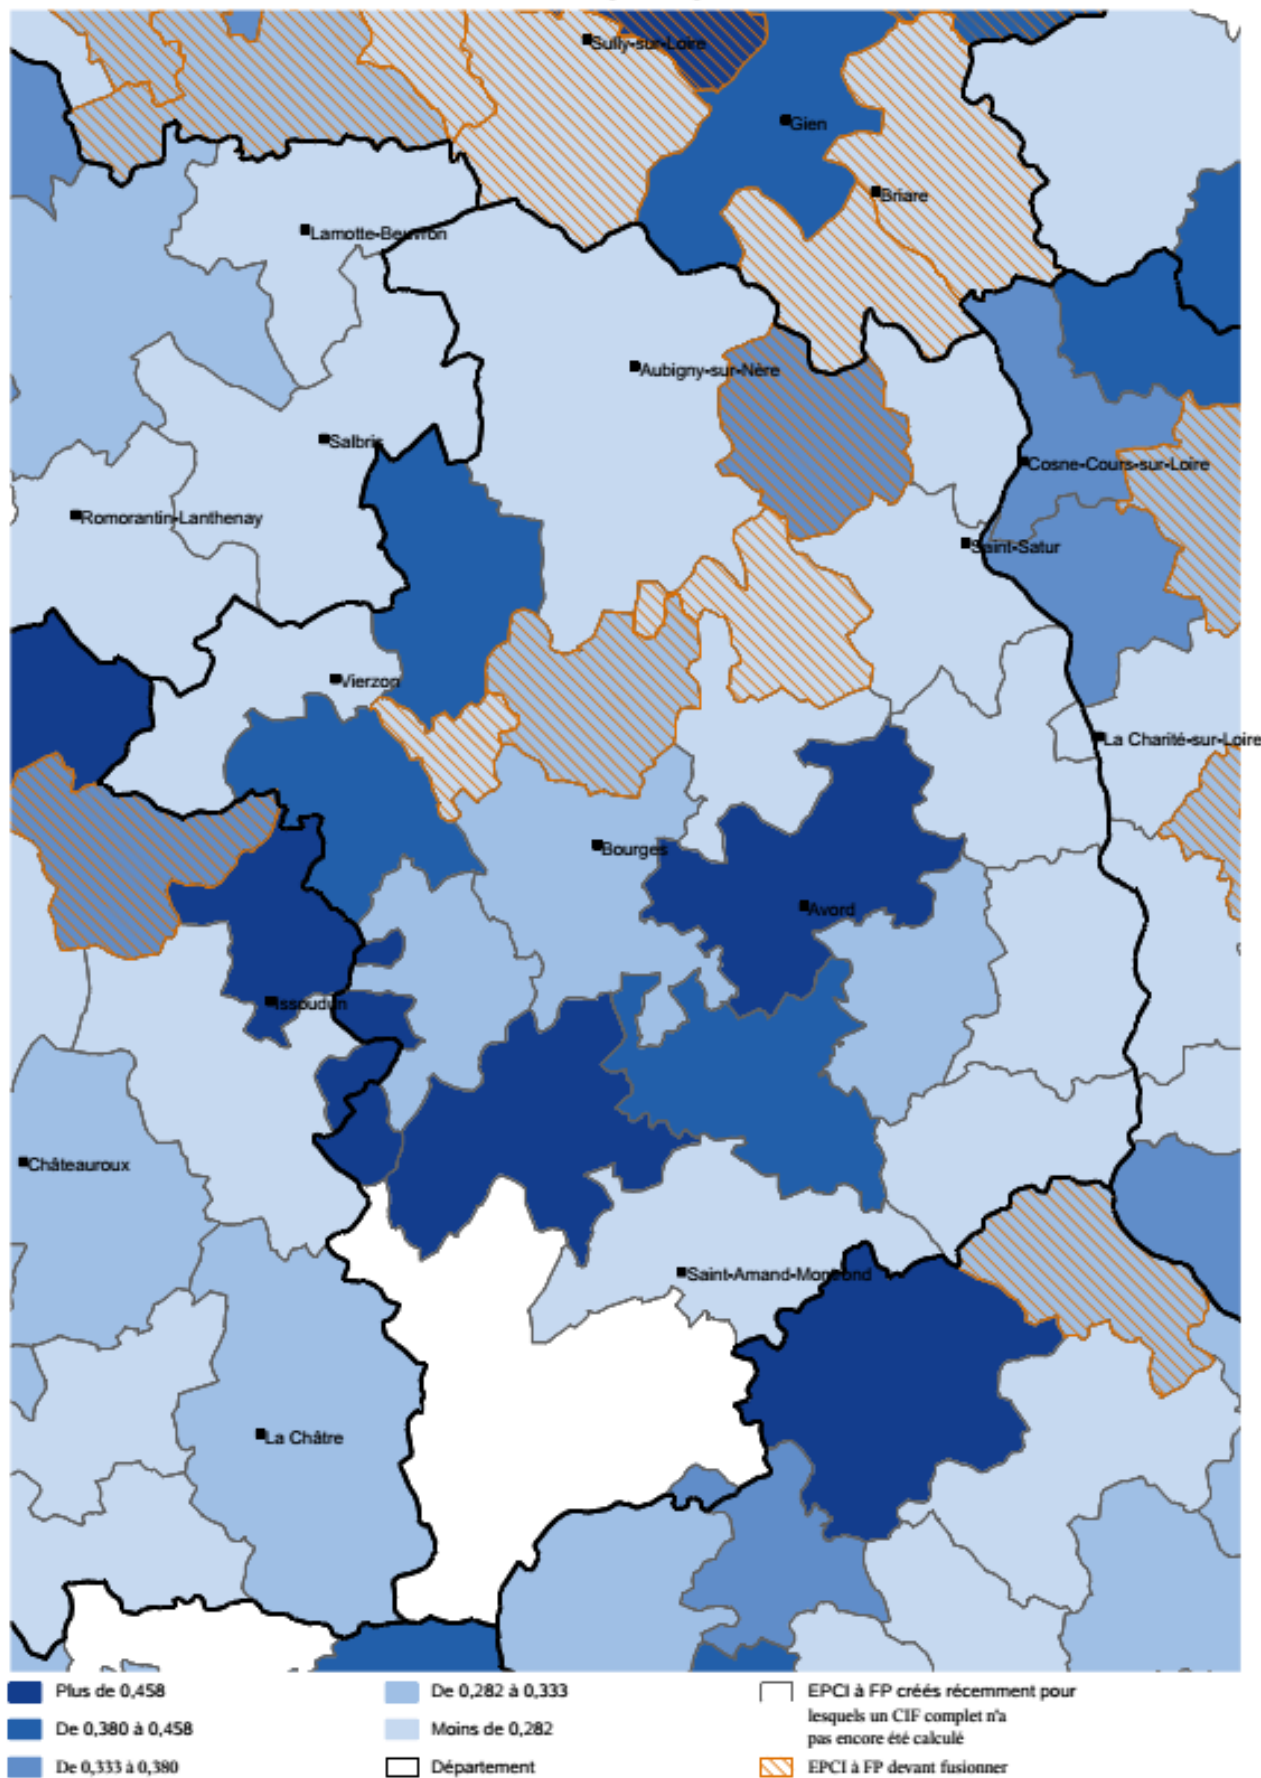 Sully-sur-Loire
Gien
Briare
Lamotte-Beuvron
Aubigny-sur-Nère
Salbris
Cosne-Cours-sur-Loire
Romorantin-Lanthenay
Saint-Satur
Vierzon
La Charité-sur-Loire
Bourges
Avord
Issoudun
Châteauroux
Saint-Amand-Montrond
La Châtre
Plus de 0,458
De 0,380 à 0,458
De 0,333 à 0,380
De 0,282 à 0,333
Moins de 0,282
Département
EPCI à FP créés récemment pour
lesquels un CIF complet n'a
pas encore été calculé
EPCI à FP devant fusionner